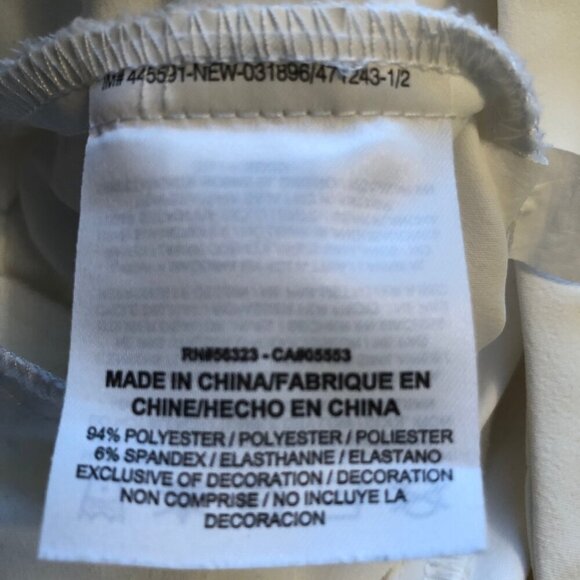 445591-NEW-031896/471243-1/2
RN#56323 - CA#05553
MADE IN CHINA/FABRIQUE EN
CHINE/HECHO EN CHINA
94% POLYESTER / POLYESTER / POLIESTER
6% SPANDEX / ELASTHANNE / ELASTANO
EXCLUSIVE OF DECORATION / DECORATION
NON COMPRISE / NO INCLUYE LA
DECORACION